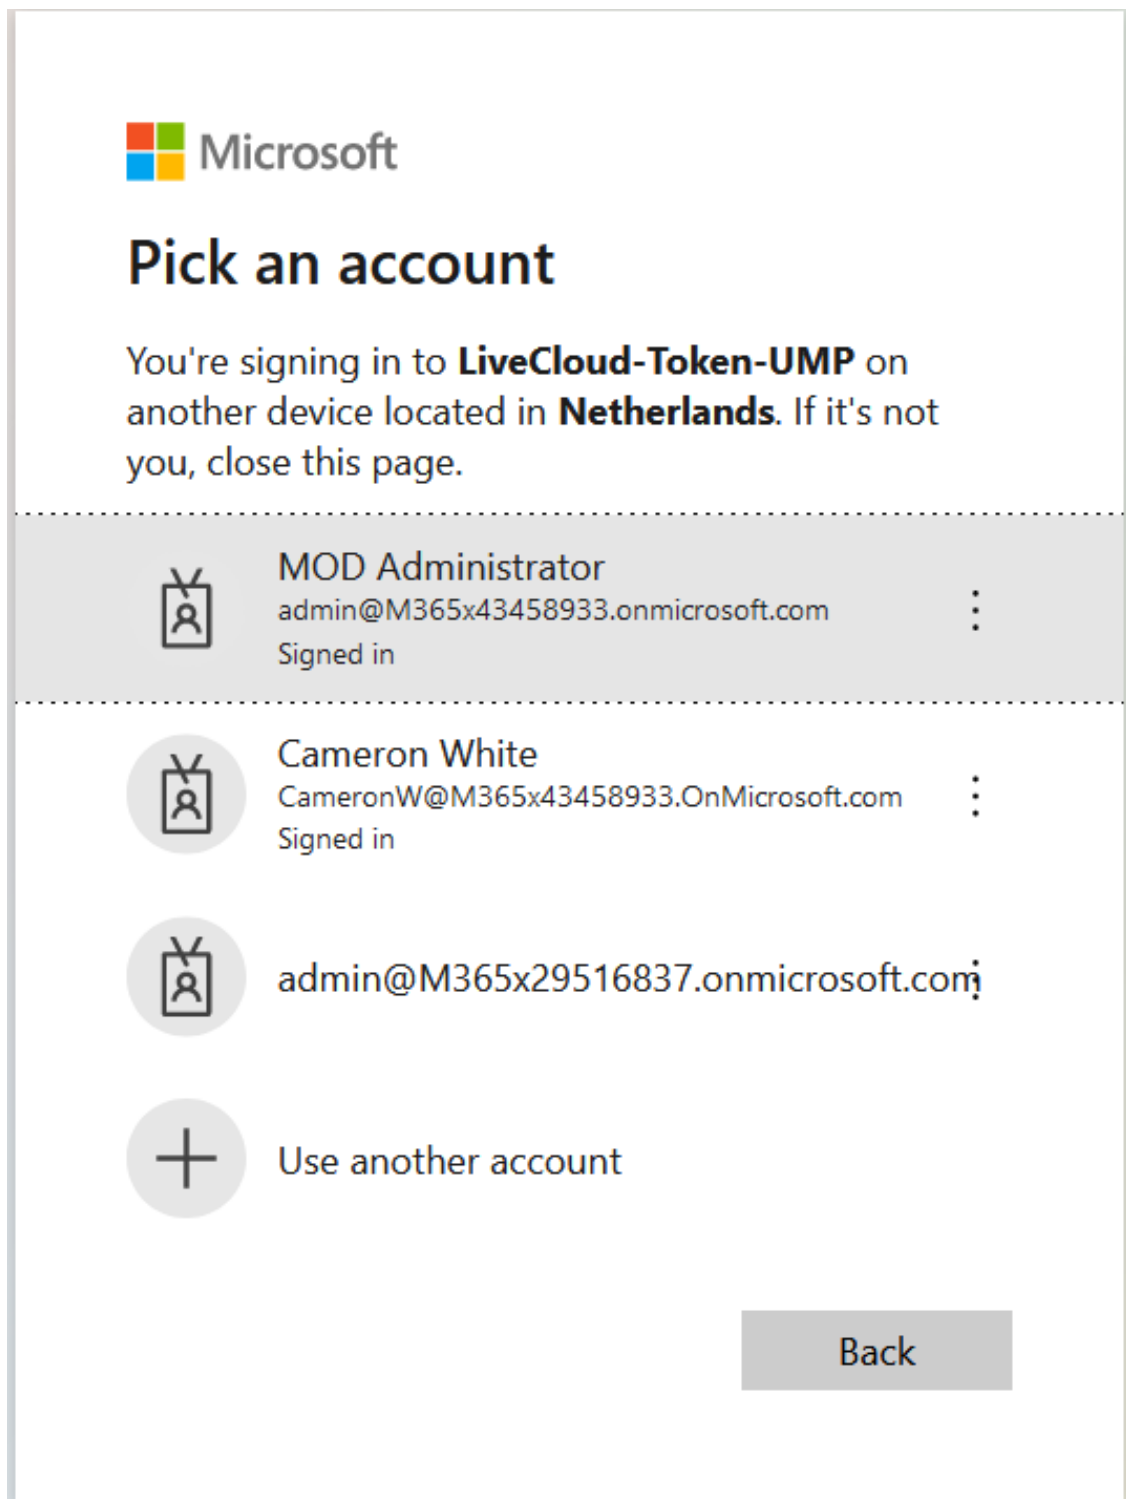 Microsoft
Pick an account
You're signing in to LiveCloud-Token-UMP on
another device located in Netherlands. If it's not
you, close this page.
MOD Administrator
admin@M365x43458933.onmicrosoft.com
Signed in
Cameron White
CameronW@M365x43458933.OnMicrosoft.com
Signed in
admin@M365x29516837.onmicrosoft.com
Use another account
Back